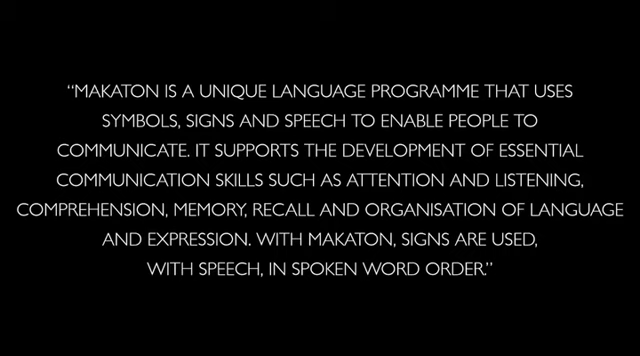 “MAKATON IS A UNIQUE LANGUAGE PROGRAMME THAT USES
SYMBOLS, SIGNS AND SPEECH TO ENABLE PEOPLE TO
COMMUNICATE. IT SUPPORTS THE DEVELOPMENT OF ESSENTIAL
COMMUNICATION SKILLS SUCH AS ATTENTION AND LISTENING,
COMPREHENSION, MEMORY, RECALL AND ORGANISATION OF LANGUAGE
AND EXPRESSION. WITH MAKATON, SIGNS ARE USED,
WITH SPEECH, IN SPOKEN WORD ORDER.”